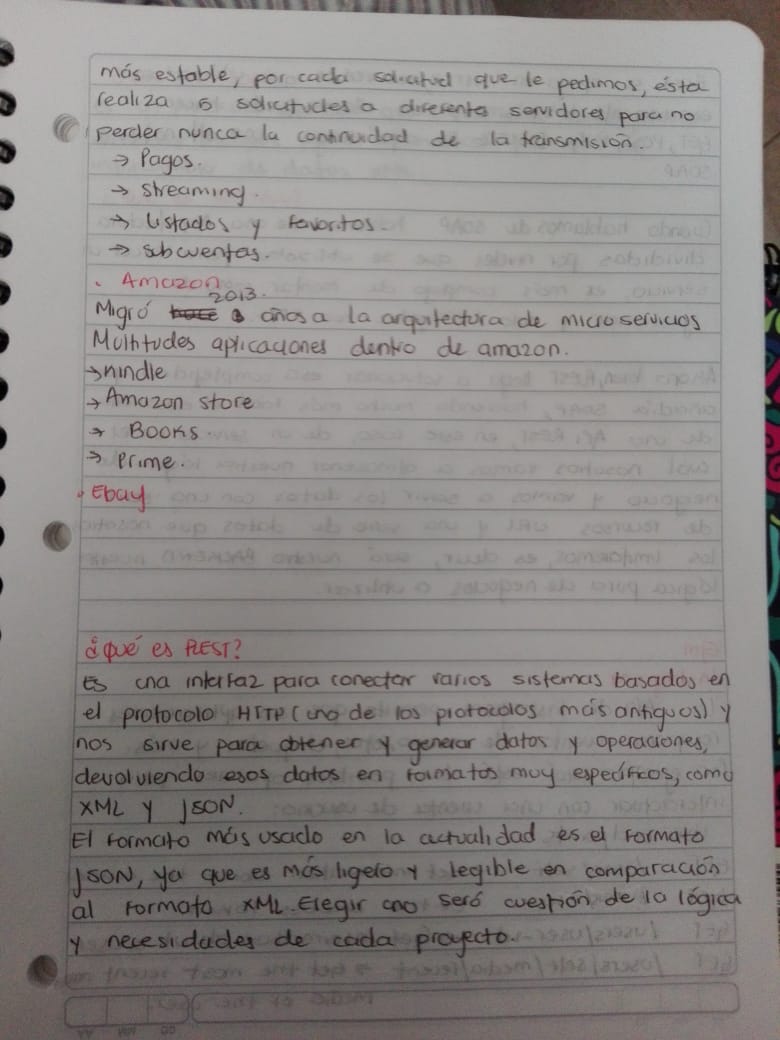 más estable, por cada solicitud que le pedimos, ésta
realiza 5 solicitudes a diferentes servidores para no
perder nunca la continuidad de la transmisión.
→ Pagos.
→ Streaming.
→ Listados y favoritos.
→ Subcuentas.
. Amazon
2013.
Migró años a la arquitectura de microservicios
Multitudes aplicaciones dentro de amazon.
→ Kindle
→ Amazon store
→ Books.
→ Prime.
. Ebay
¿Qué es REST?
Es una interfaz para conectar varios sistemas basados en
el protocolo HTTP (uno de los protocolos más antiguos) y
nos sirve para obtener y generar datos y operaciones,
devolviendo esos datos en formatos muy específicos, como
XML y JSON.
El formato más usado en la actualidad es el formato
JSON, ya que es más ligero y legible en comparación
al formato XML. Elegir uno será cuestión de la lógica
y necesidades de cada proyecto.